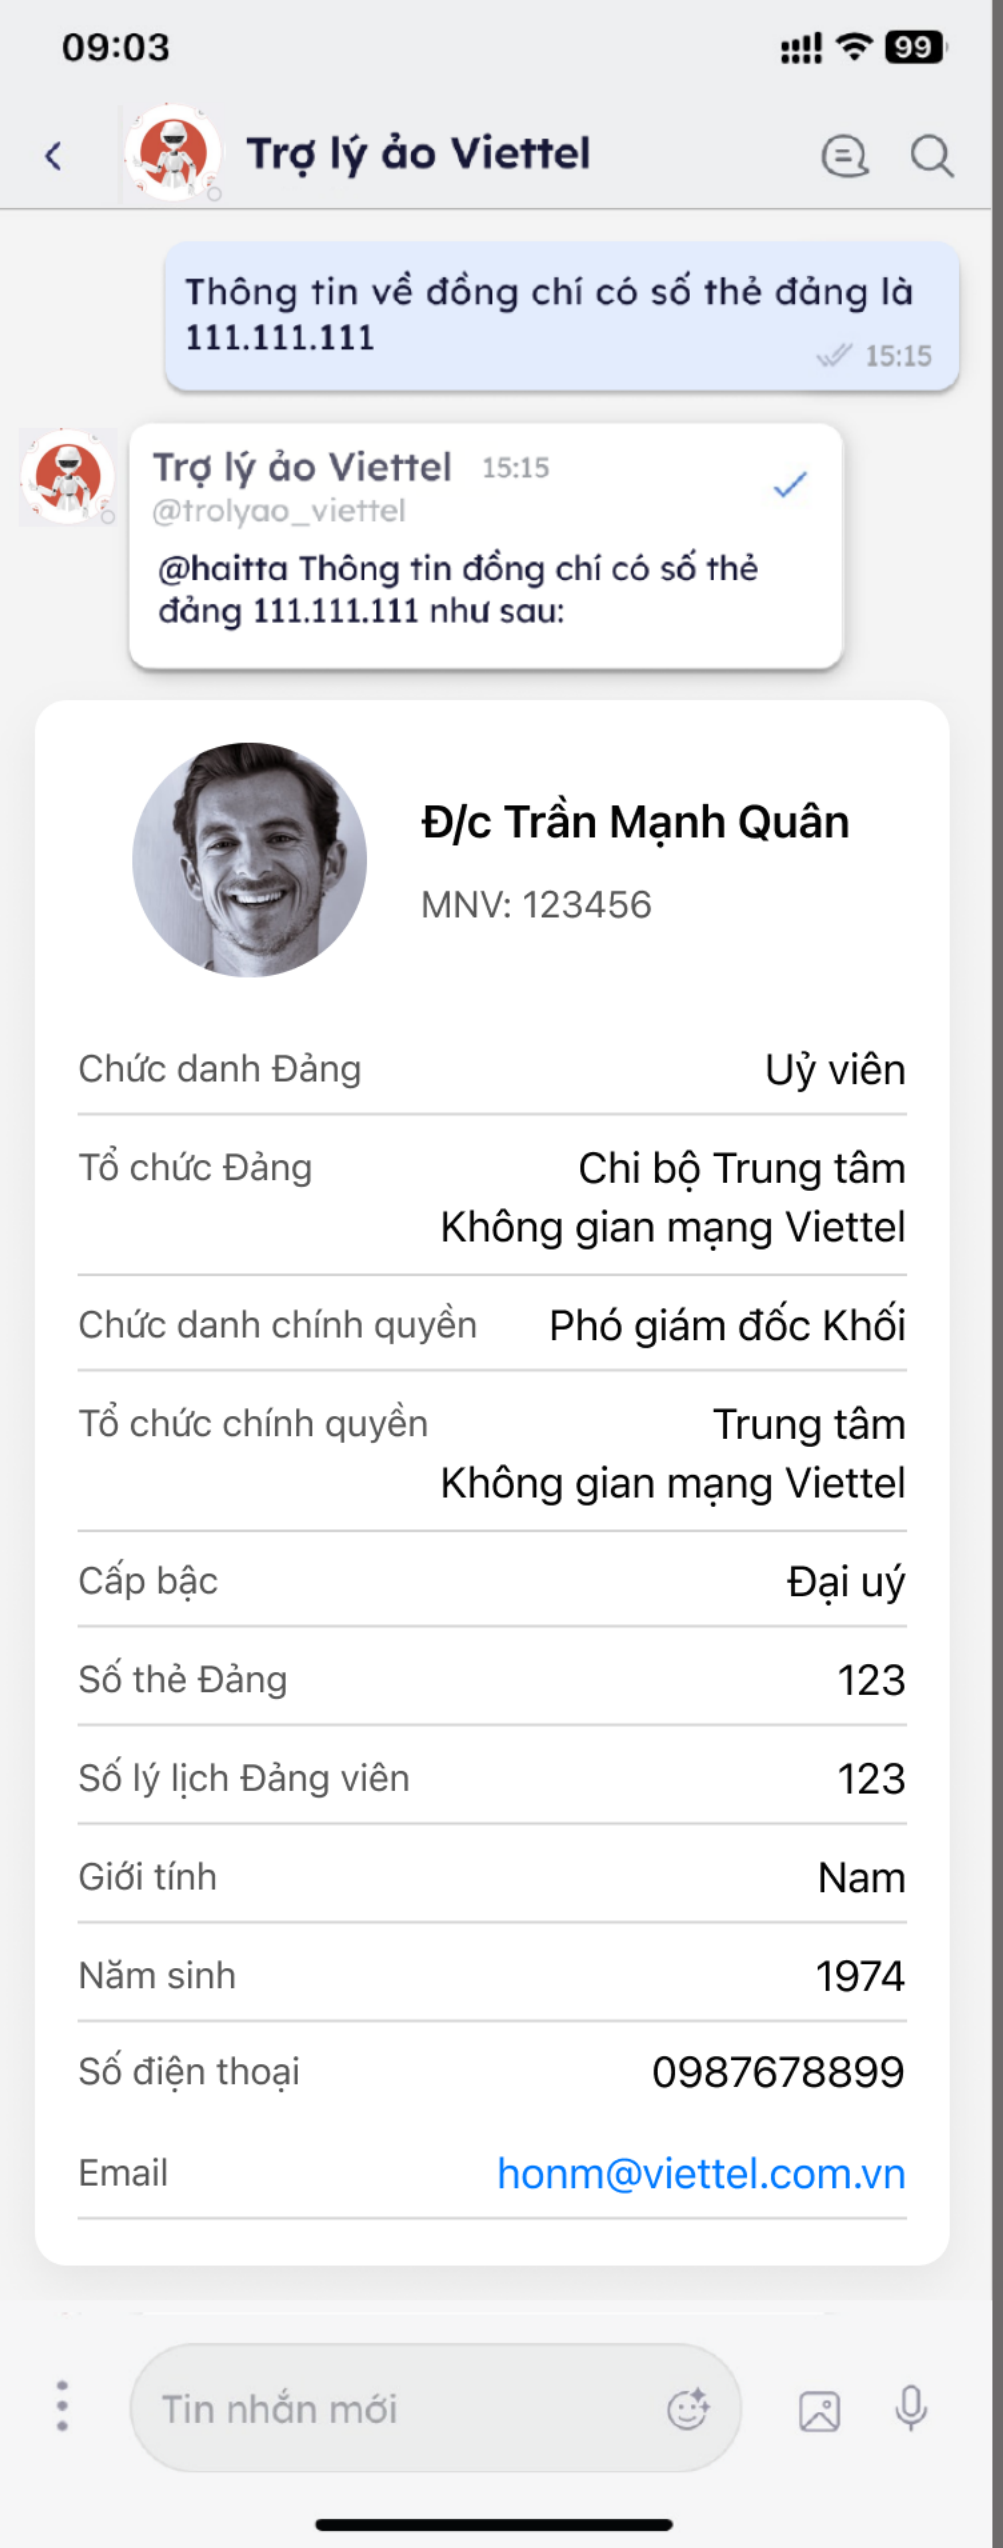 09:03
99
Trợ lý ảo Viettel
Thông tin về đồng chí có số thẻ đảng là
111.111.111
15:15
Trợ lý ảo Viettel 15:15
@trolyao_viettel
@haitta Thông tin đồng chí có số thẻ
đảng 111.111.111 như sau:
Đ/c Trần Mạnh Quân
MNV: 123456
Chức danh Đảng Uỷ viên
Tổ chức Đảng Chi bộ Trung tâm
Không gian mạng Viettel
Chức danh chính quyền Phó giám đốc Khối
Tổ chức chính quyền Trung tâm
Không gian mạng Viettel
Cấp bậc Đại uý
Số thẻ Đảng 123
Số lý lịch Đảng viên 123
Giới tính Nam
Năm sinh 1974
Số điện thoại 0987678899
Email honm@viettel.com.vn
Tin nhắn mới